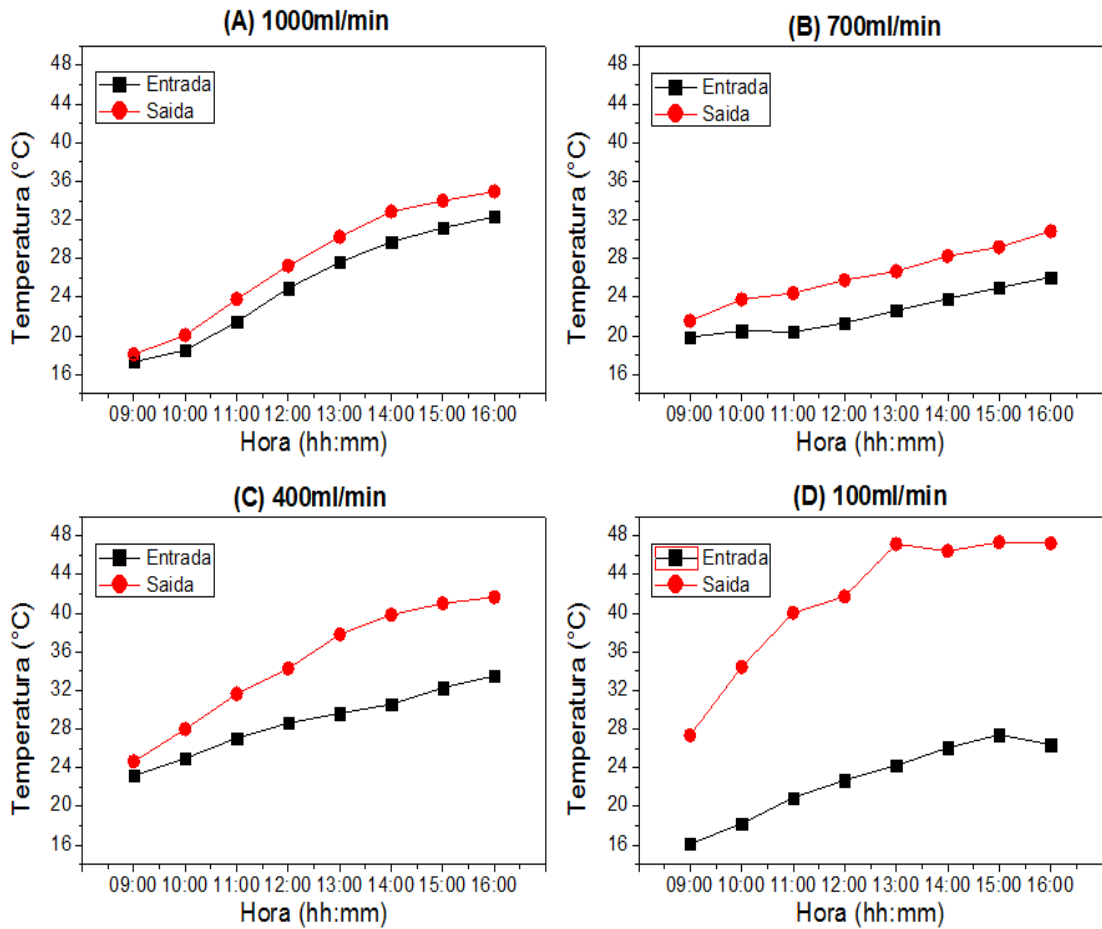 (A) 1000ml/min
48
44
40
36
32
28
24
20
16
Temperatura (°C)
Entrada
Saida
09:00 10:00 11:00 12:00 13:00 14:00 15:00 16:00
Hora (hh:mm)
(B) 700ml/min
48
44
40
36
32
28
24
20
16
Temperatura (°C)
Entrada
Saida
09:00 10:00 11:00 12:00 13:00 14:00 15:00 16:00
Hora (hh:mm)
(C) 400ml/min
48
44
40
36
32
28
24
20
16
Temperatura (°C)
Entrada
Saida
09:00 10:00 11:00 12:00 13:00 14:00 15:00 16:00
Hora (hh:mm)
(D) 100ml/min
48
44
40
36
32
28
24
20
16
Temperatura (°C)
Entrada
Saida
09:00 10:00 11:00 12:00 13:00 14:00 15:00 16:00
Hora (hh:mm)